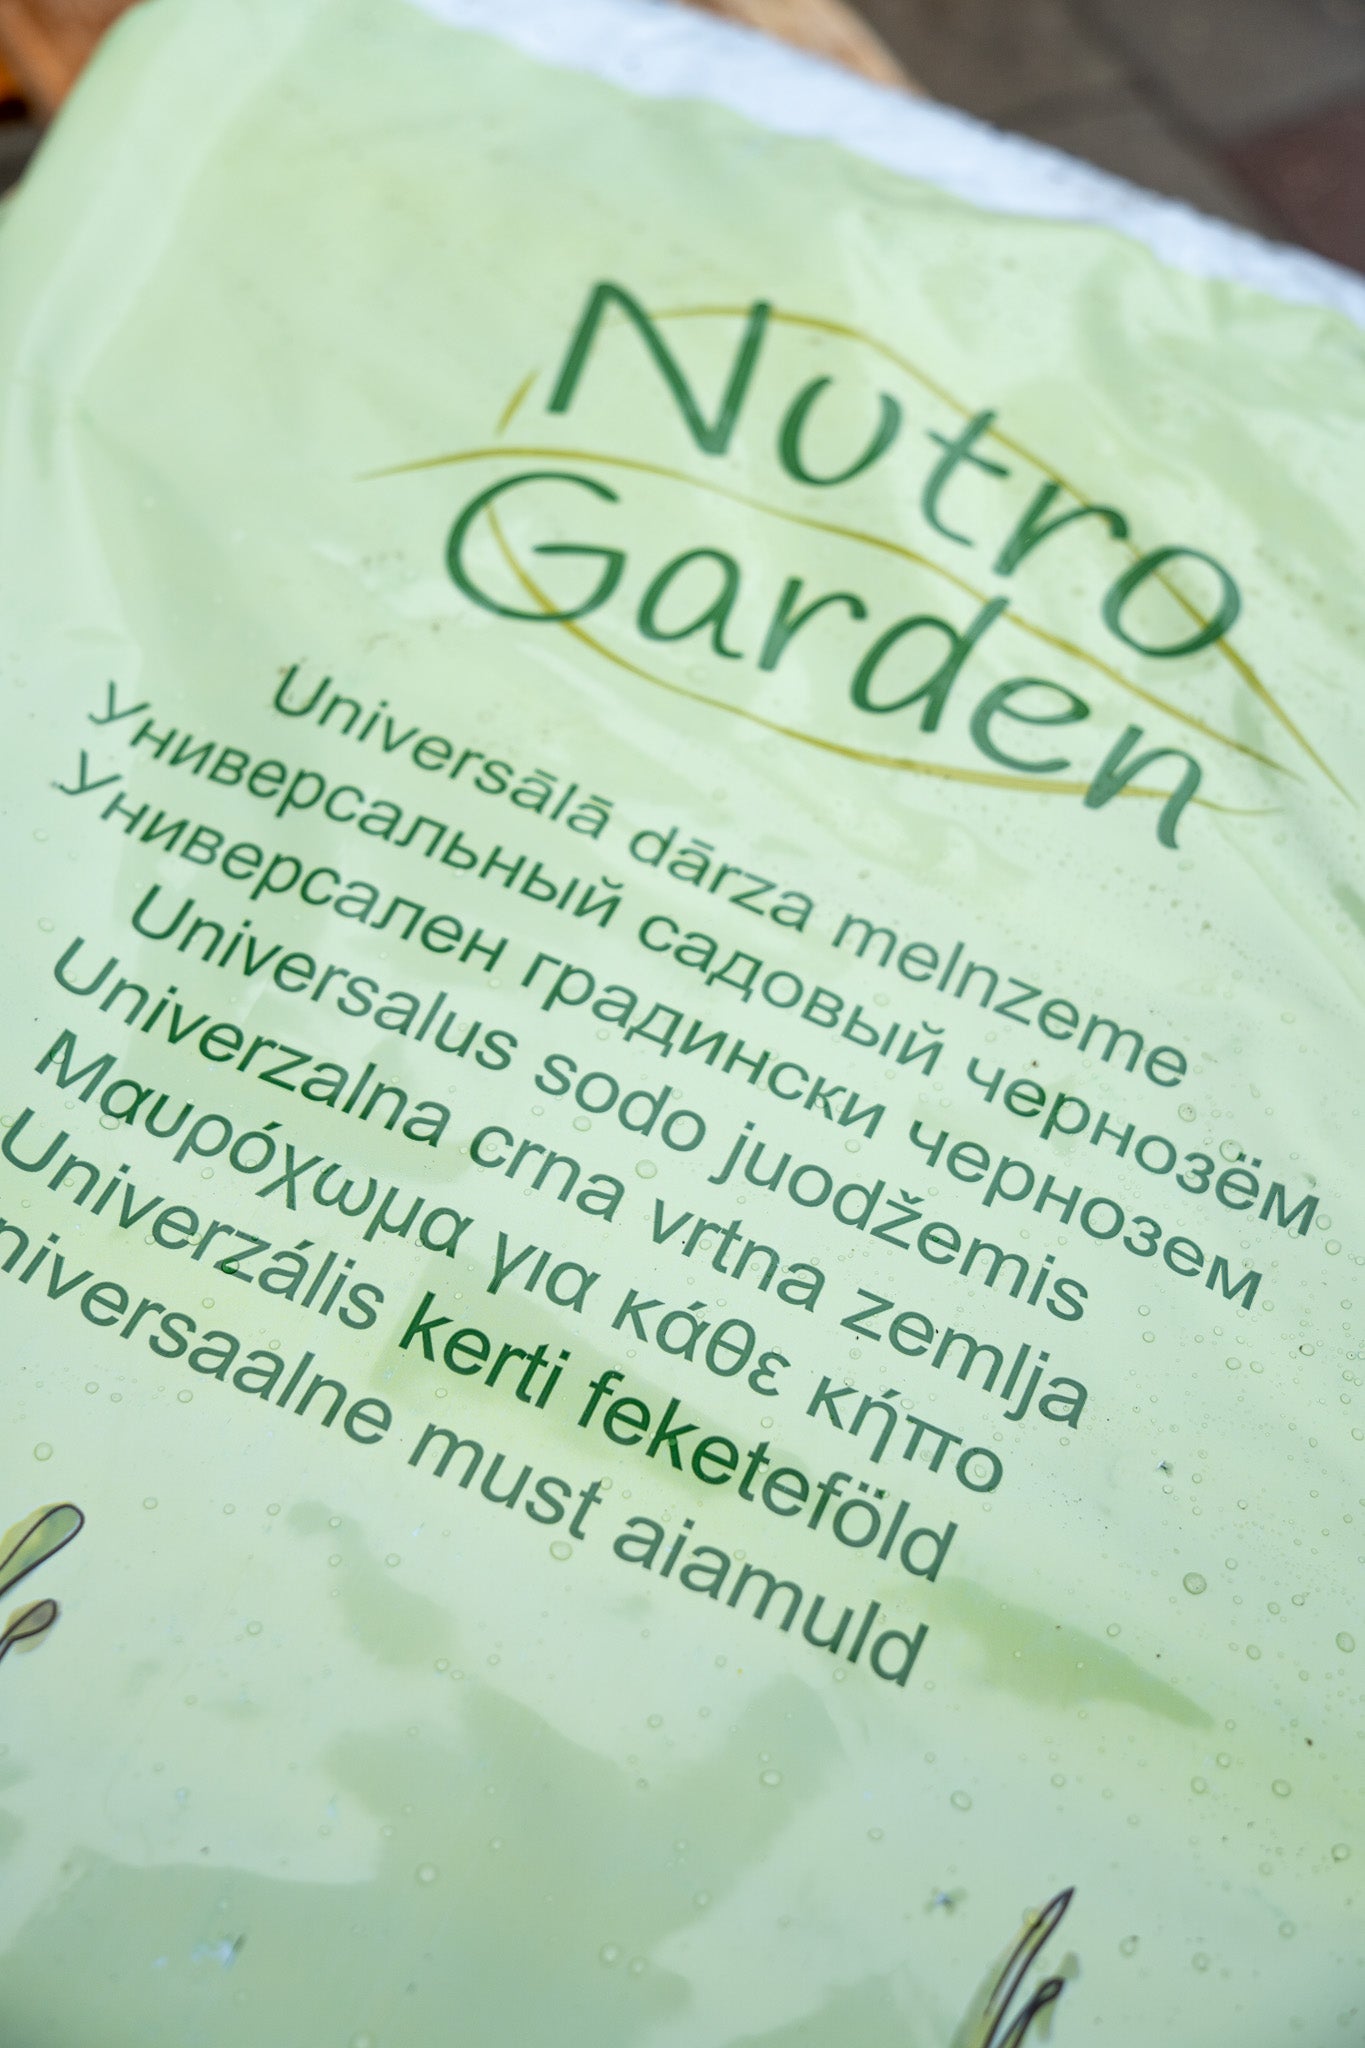 Nutro
Garden
Universālā dārza melnzeme
Универсальный садовый чернозём
Универсален градински чернозем
Universalus sodo juodžemis
Univerzalna crna vrtna zemlja
Μαυρόχωμα για κάθε κήπο
Univerzális kerti feketeföld
niversaalne must aiamuld